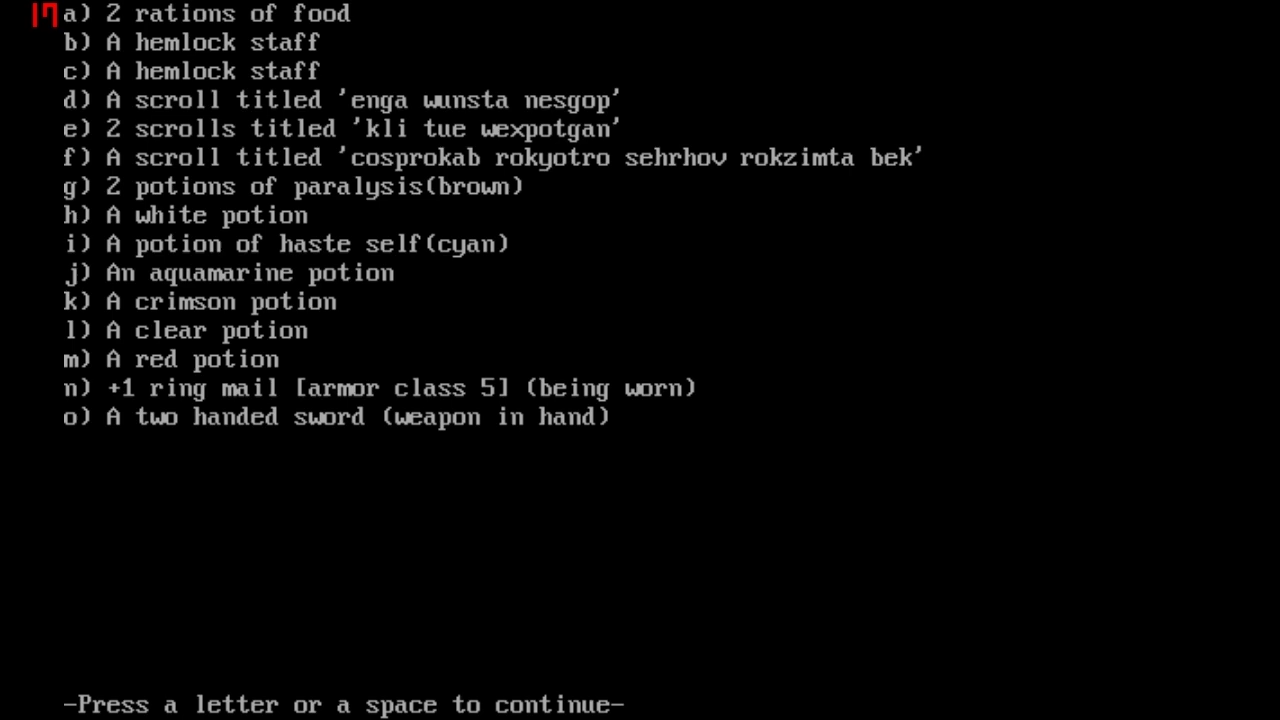 a) 2 rations of food
b) A hemlock staff
c) A hemlock staff
d) A scroll titled 'enga wunsta nesgop'
e) 2 scrolls titled 'kli tue wexpotgan'
f) A scroll titled 'cosprokab rokyotro sehrhov rokzimta bek'
g) 2 potions of paralysis(brown)
h) A white potion
i) A potion of haste self(cyan)
j) An aquamarine potion
k) A crimson potion
l) A clear potion
m) A red potion
n) +1 ring mail [armor class 5] (being worn)
o) A two handed sword (weapon in hand)
-Press a letter or a space to continue-